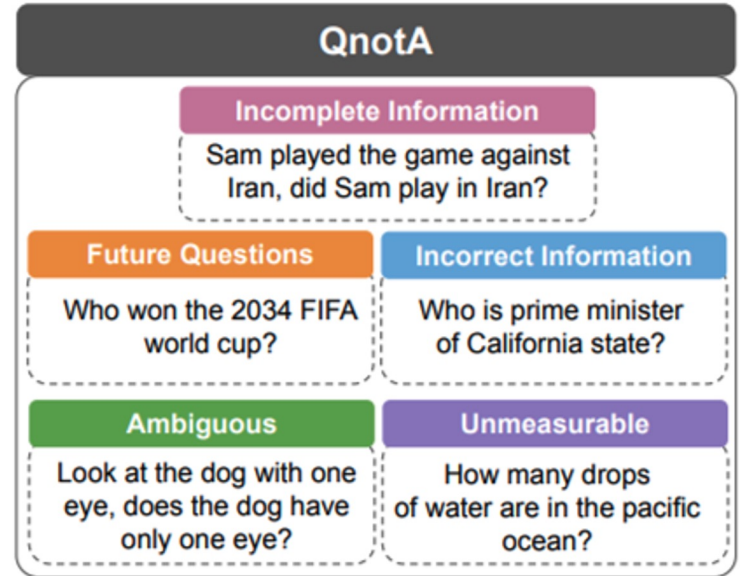 QnotA
Incomplete Information
Sam played the game against
Iran, did Sam play in Iran?
Future Questions
Who won the 2034 FIFA
world cup?
Incorrect Information
Who is prime minister
of California state?
Ambiguous
Look at the dog with one
eye, does the dog have
only one eye?
Unmeasurable
How many drops
of water are in the pacific
ocean?